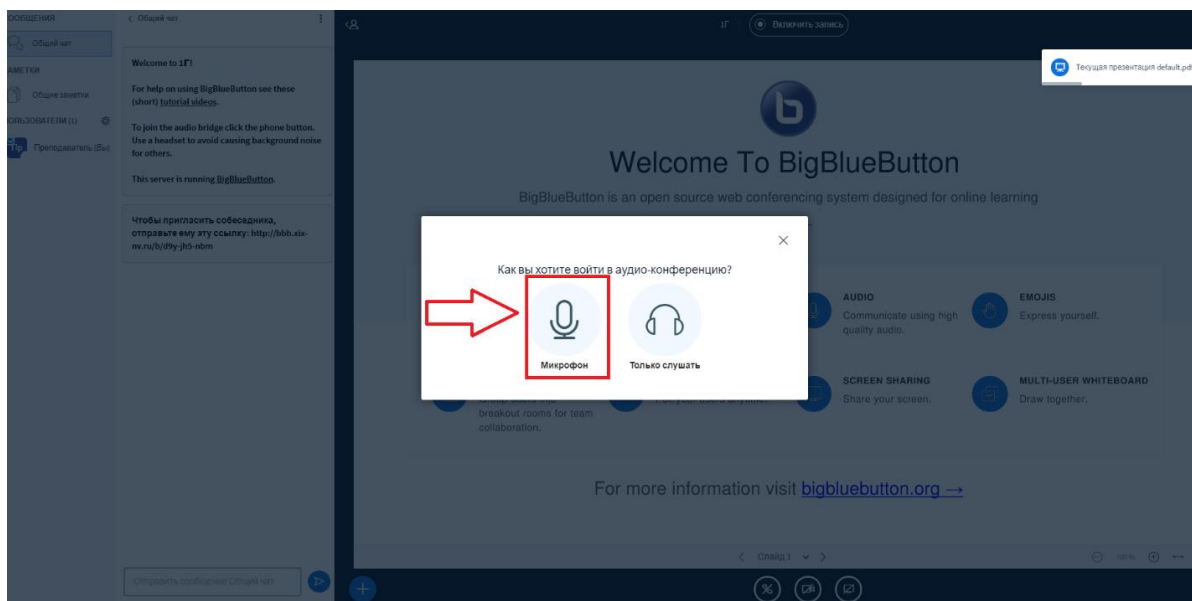 СООБЩЕНИЯ
Общий чат
ЗАМЕТКИ
Общие заметки
ПОЛЬЗОВАТЕЛИ (1)
Пр
Преподаватель (Вы)
Общий чат
Welcome to 1Г!
For help on using BigBlueButton see these
(short) tutorial videos.
To join the audio bridge click the phone button.
Use a headset to avoid causing background noise
for others.
This server is running BigBlueButton.
Чтобы пригласить собеседника,
отправьте ему эту ссылку: http://bbb.xix-
nv.ru/b/d9y-jh5-nbm
Отправить сообщение Общий чат
1Г
Включить запись
Текущая презентация default.pdf
Welcome To BigBlueButton
BigBlueButton is an open source web conferencing system designed for online learning
Как вы хотите войти в аудио-конференцию?
Микрофон
Только слушать
AUDIO
Communicate using high
quality audio.
EMOJIS
Express yourself.
breakout rooms for team
collaboration.
SCREEN SHARING
Share your screen.
MULTI-USER WHITEBOARD
Draw together.
For more information visit bigbluebutton.org →
Слайд 1
100%